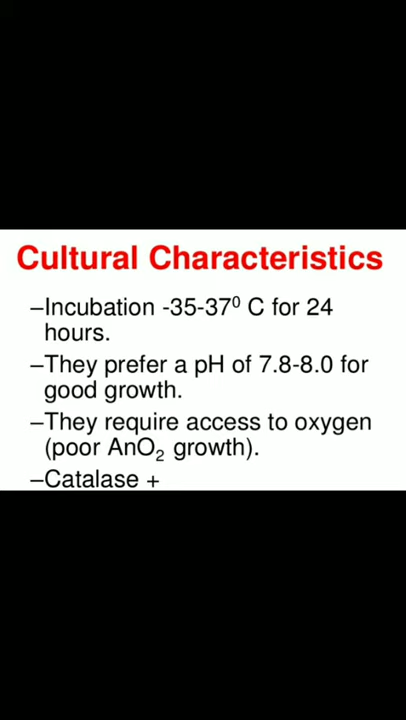 Cultural Characteristics
–Incubation -35-37⁰ C for 24
hours.
–They prefer a pH of 7.8-8.0 for
good growth.
–They require access to oxygen
(poor AnO₂ growth).
–Catalase +